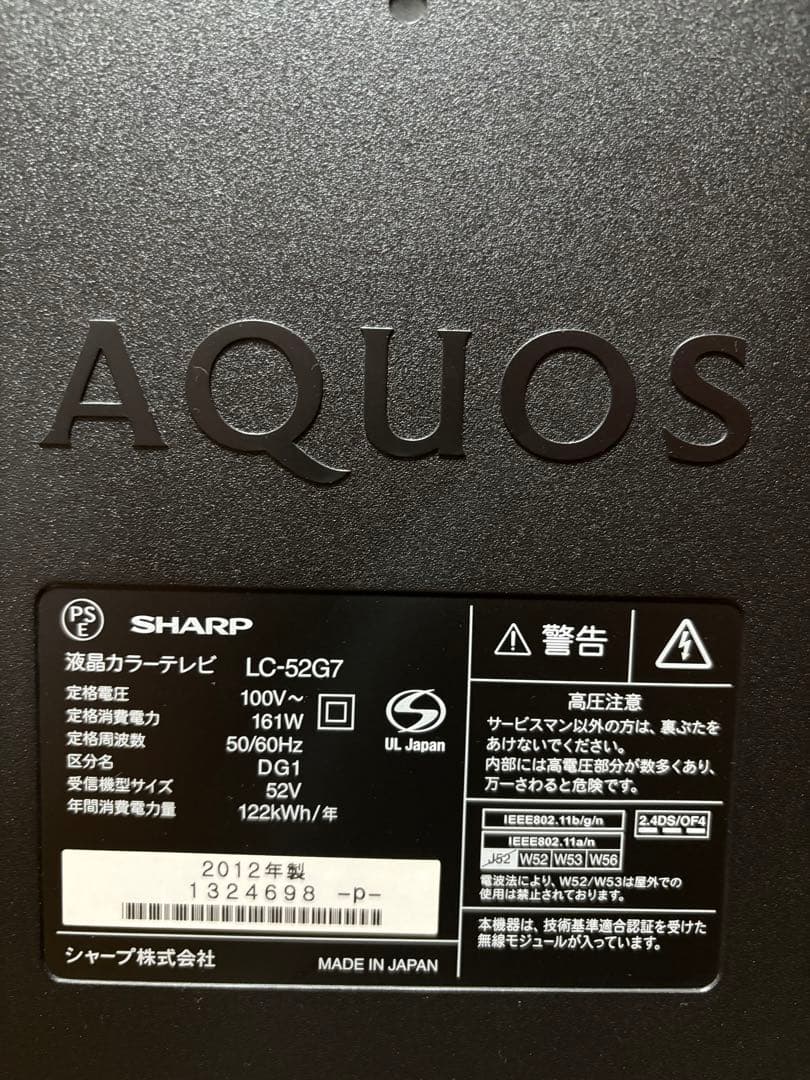 AQUOS
PS
E
SHARP
液晶カラーテレビ LC-52G7
定格電圧 100V～
定格消費電力 161W
定格周波数 50/60Hz
区分名 DG1
受信機型サイズ 52V
年間消費電力量 122kWh/年
S
UL Japan
2012年製
1324698 -p-
シャープ株式会社 MADE IN JAPAN
警告
高圧注意
サービスマン以外の方は、裏ぶたを
あけないでください。
内部には高電圧部分が数多くあり、
万一さわると危険です。
IEEE802.11b/g/n 2.4DS/OF4
IEEE802.11a/n
J52 W52 W53 W56
電波法により、W52/W53は屋外での
使用は禁止されております。
本機器は、技術基準適合認証を受けた
無線モジュールが入っています。